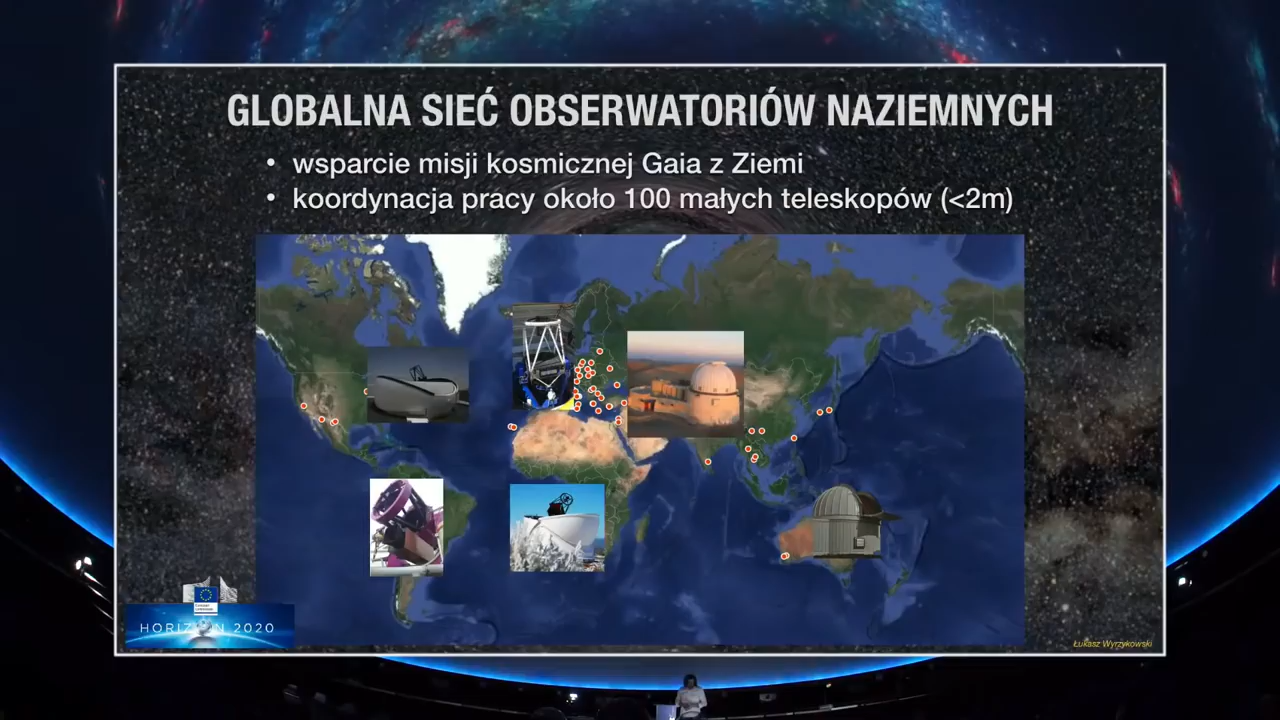 GLOBALNA SIEĆ OBSERWATORIÓW NAZIEMNYCH
• wsparcie misji kosmicznej Gaia z Ziemi
• koordynacja pracy około 100 małych teleskopów (<2m)
HORIZON 2020
Łukasz Wyrzykowski